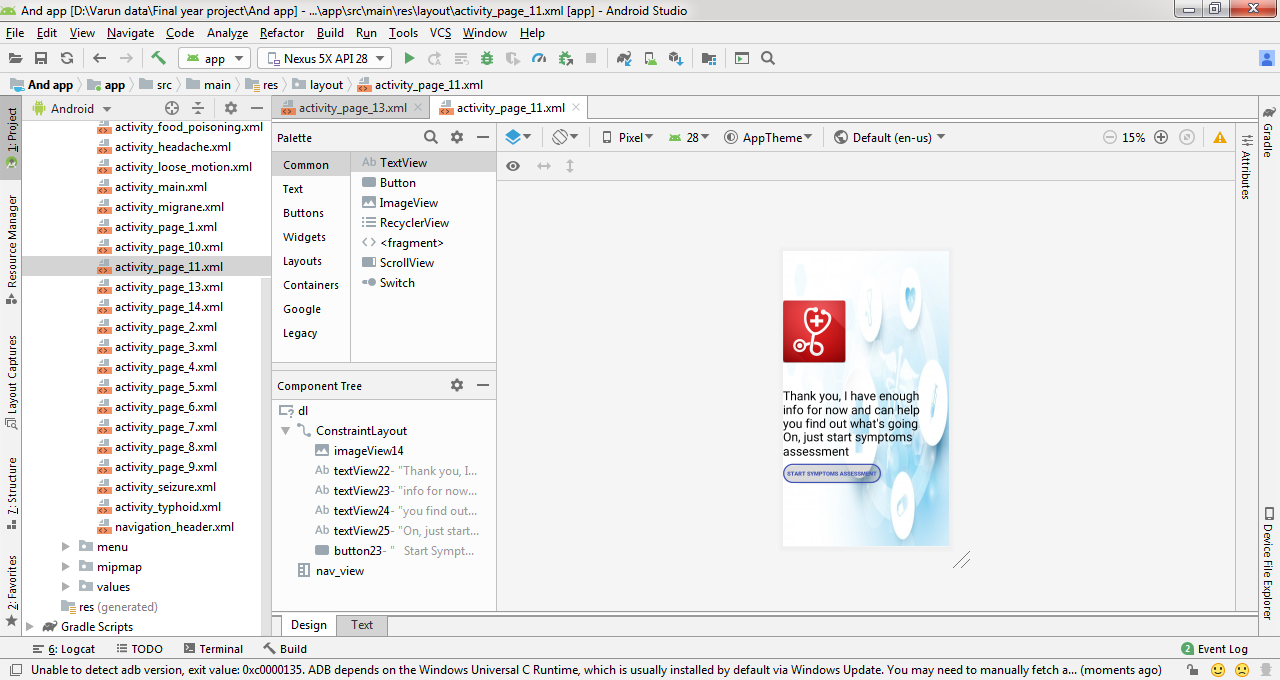 And app [D:\Varun data\Final year project\And app] - ...\app\src\main\res\layout\activity_page_11.xml [app] - Android Studio
File Edit View Navigate Code Analyze Refactor Build Run Tools VCS Window Help
app Nexus 5X API 28
And app app src main res layout activity_page_11.xml
Android activity_page_13.xml activity_page_11.xml
1: Project
Resource Manager
Layout Captures
7: Structure
2: Favorites
activity_food_poisoning.xml
activity_headache.xml
activity_loose_motion.xml
activity_main.xml
activity_migrane.xml
activity_page_1.xml
activity_page_10.xml
activity_page_11.xml
activity_page_13.xml
activity_page_14.xml
activity_page_2.xml
activity_page_3.xml
activity_page_4.xml
activity_page_5.xml
activity_page_6.xml
activity_page_7.xml
activity_page_8.xml
activity_page_9.xml
activity_seizure.xml
activity_typhoid.xml
navigation_header.xml
menu
mipmap
values
res (generated)
Gradle Scripts
Palette
Common
Text
Buttons
Widgets
Layouts
Containers
Google
Legacy
Ab TextView
Button
ImageView
RecyclerView
<fragment>
ScrollView
Switch
Component Tree
dl
ConstraintLayout
imageView14
Ab textView22- "Thank you, I...
Ab textView23- "info for now...
Ab textView24- "you find out...
Ab textView25- "On, just start...
button23- " Start Sympt...
nav_view
Pixel 28 AppTheme Default (en-us) 15%
Thank you, I have enough
info for now and can help
you find out what's going
On, just start symptoms
assessment
START SYMPTOMS ASSESSMENT
Gradle
Attributes
Device File Explorer
Design Text
6: Logcat TODO Terminal Build 2 Event Log
Unable to detect adb version, exit value: 0xc0000135. ADB depends on the Windows Universal C Runtime, which is usually installed by default via Windows Update. You may need to manually fetch a... (moments ago)